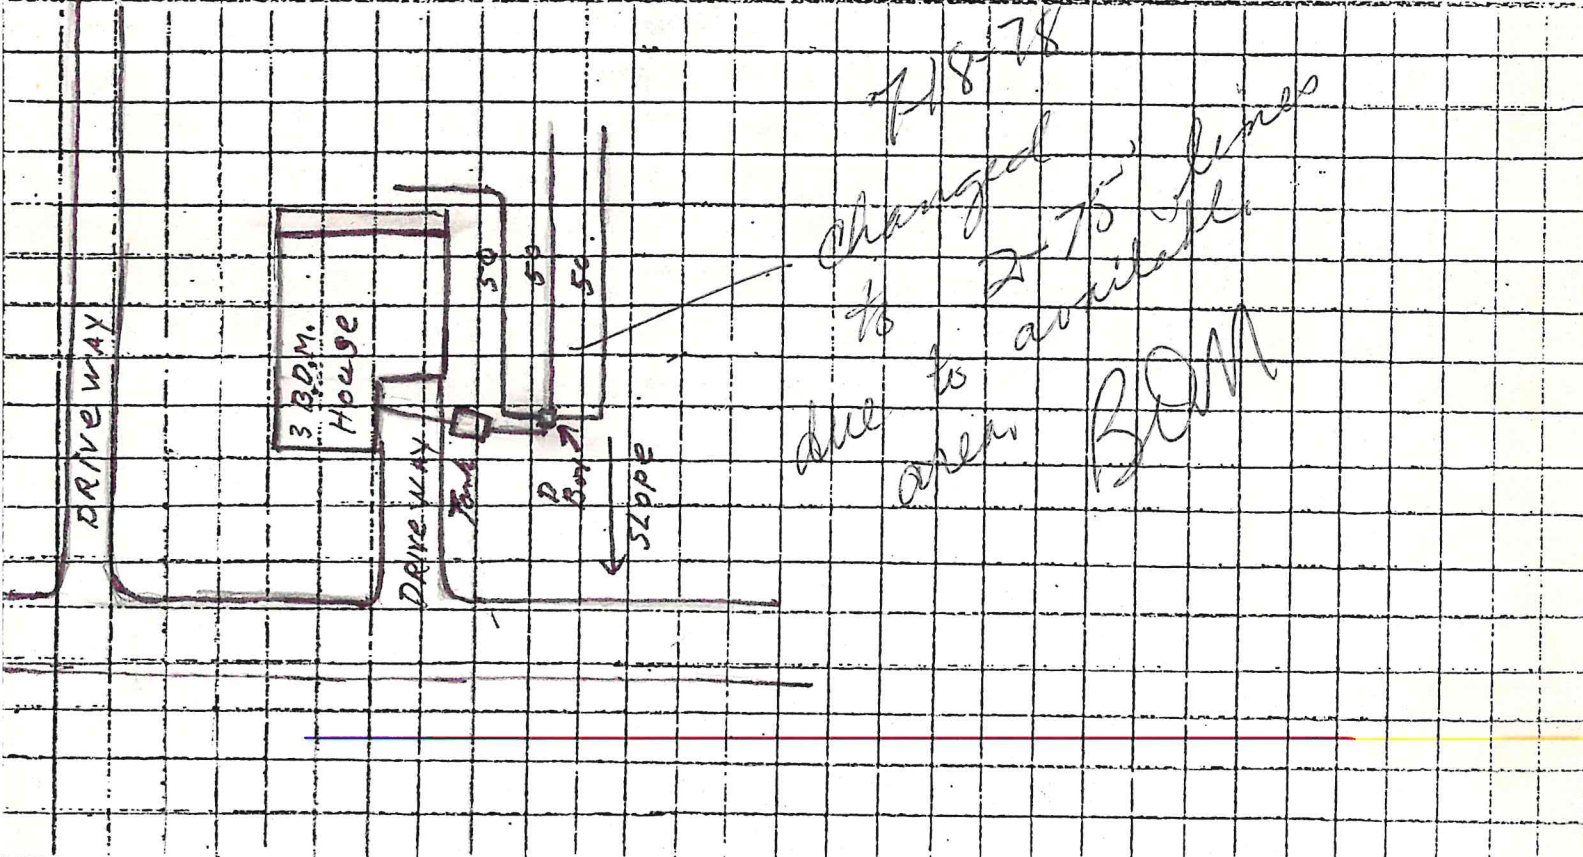 7-18-78
changed
to 2-75' lines
due to available
area.
BDM
50
50
50
3 B.D.M.
House
DRIVEWAY
DRIVEWAY
Tank
D
Box
SLOPE